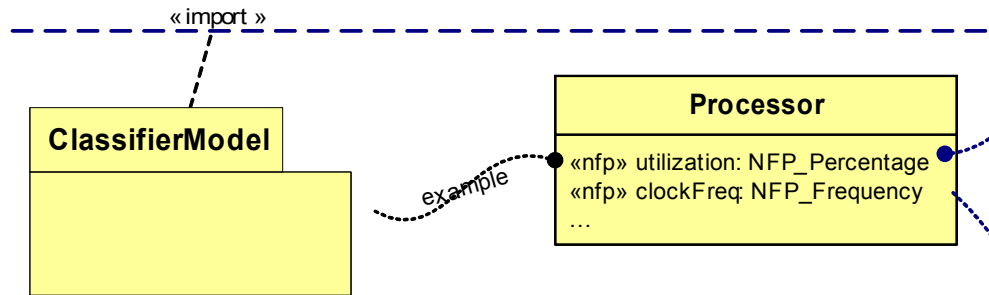 « import »
ClassifierModel
example
Processor
«nfp» utilization: NFP_Percentage
«nfp» clockFreq: NFP_Frequency
...